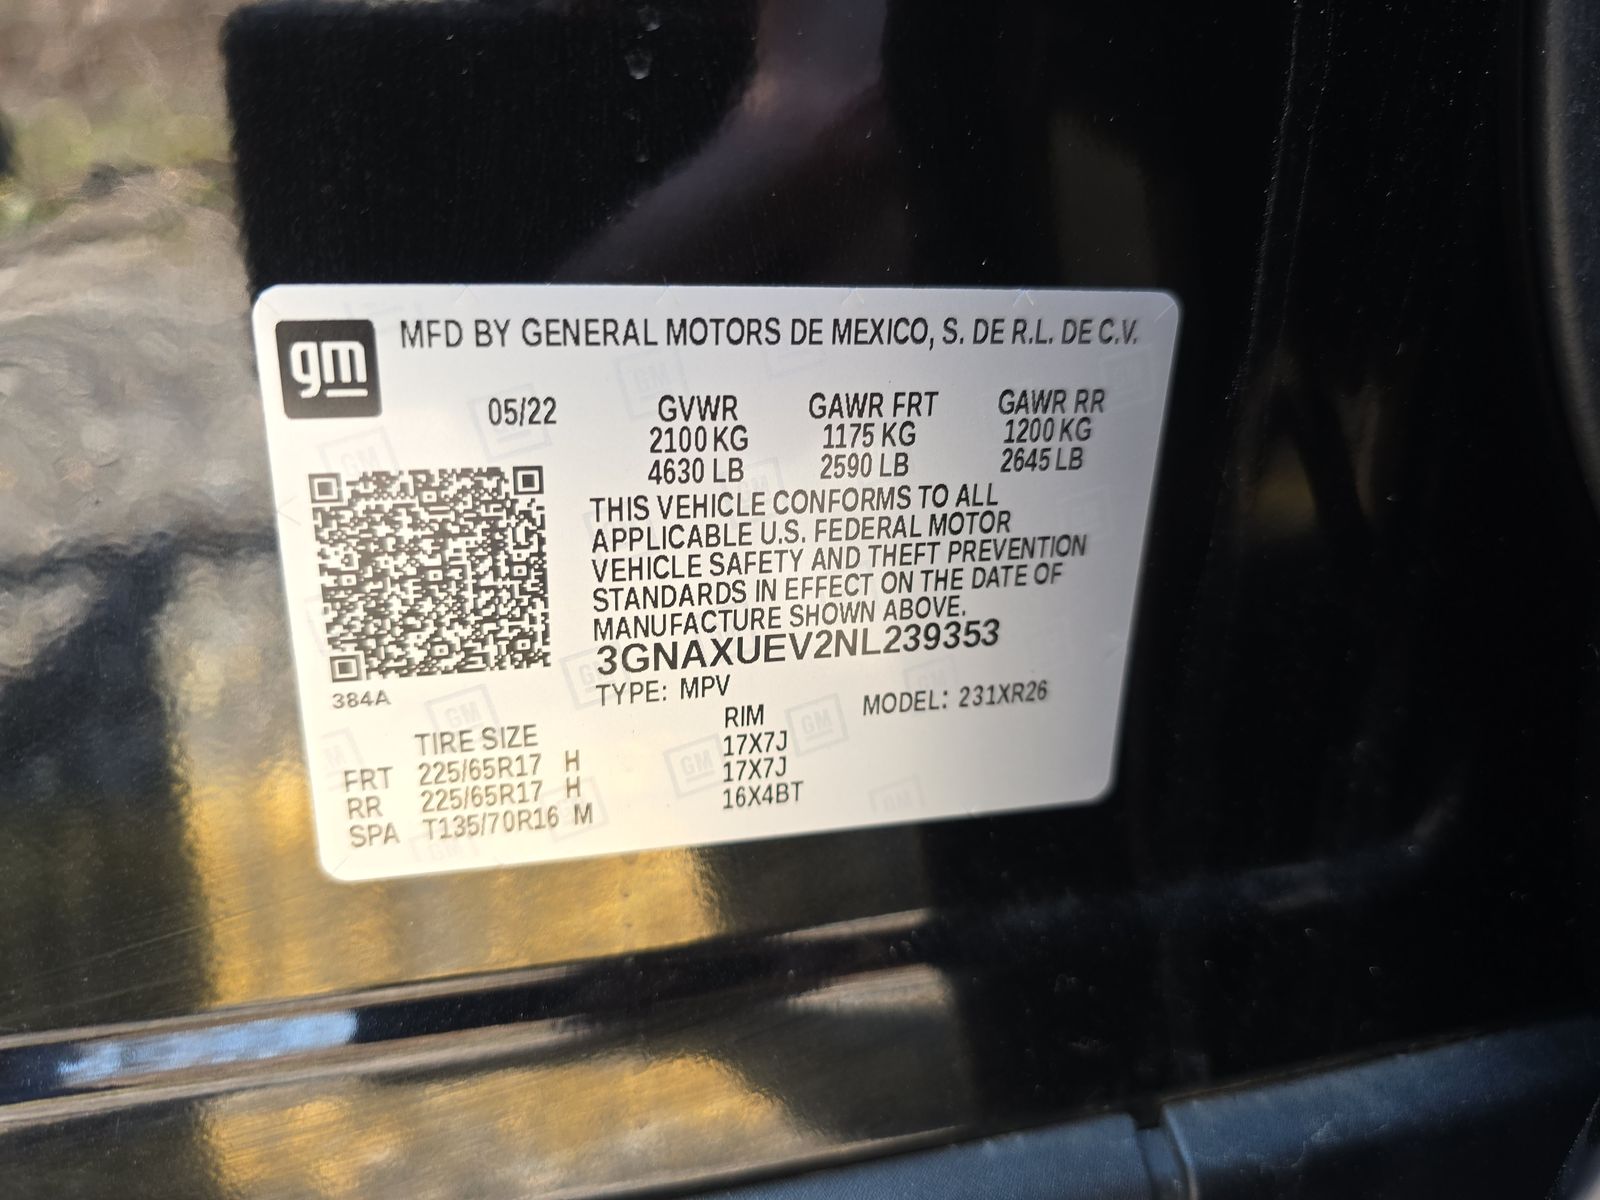 gm
MFD BY GENERAL MOTORS DE MEXICO, S. DE R.L. DE C.V.
05/22 GVWR GAWR FRT GAWR RR
2100 KG 1175 KG 1200 KG
4630 LB 2590 LB 2645 LB
THIS VEHICLE CONFORMS TO ALL
APPLICABLE U.S. FEDERAL MOTOR
VEHICLE SAFETY AND THEFT PREVENTION
STANDARDS IN EFFECT ON THE DATE OF
MANUFACTURE SHOWN ABOVE.
3GNAXUEV2NL239353
384A
TYPE: MPV MODEL: 231XR26
TIRE SIZE RIM
FRT 225/65R17 H 17X7J
RR 225/65R17 H 17X7J
SPA T135/70R16 M 16X4BT